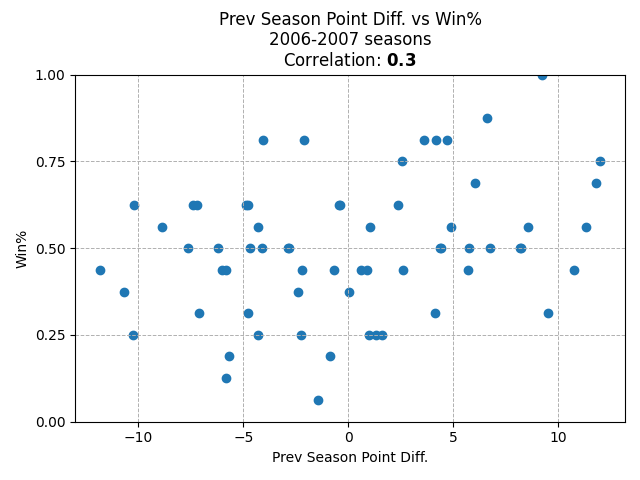 Prev Season Point Diff. vs Win%
2006-2007 seasons
Correlation: 0.3
1.00
0.75
0.50
0.25
0.00
Win%
−10
−5
0
5
10
Prev Season Point Diff.